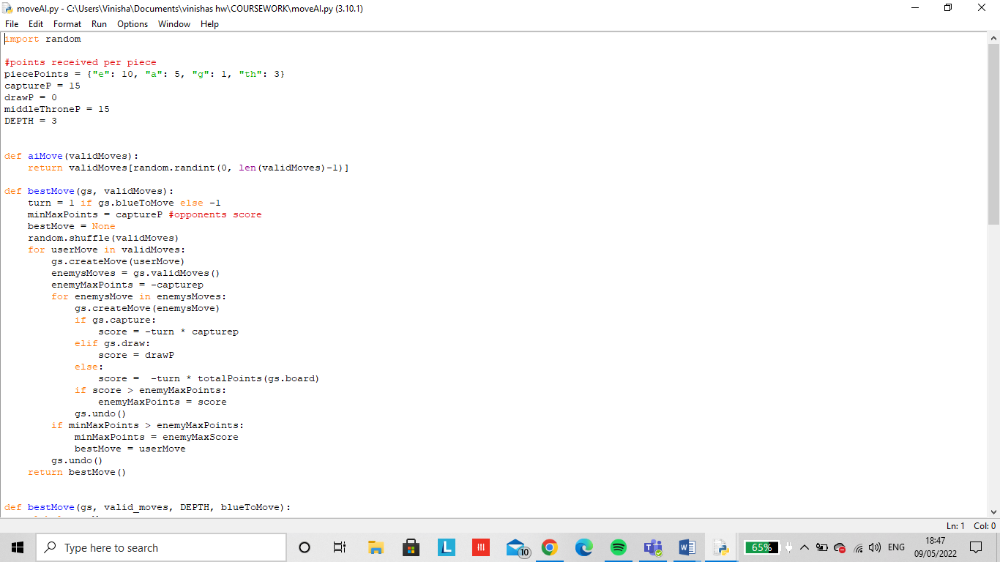 moveAI.py - C:\Users\Vinisha\Documents\vinishas hw\COURSEWORK\moveAI.py (3.10.1)
File Edit Format Run Options Window Help
import random
#points received per piece
piecePoints = {"e": 10, "a": 5, "g": 1, "th": 3}
captureP = 15
drawP = 0
middleThroneP = 15
DEPTH = 3
def aiMove(validMoves):
    return validMoves[random.randint(0, len(validMoves)-1)]
def bestMove(gs, validMoves):
    turn = 1 if gs.blueToMove else -1
    minMaxPoints = captureP #opponents score
    bestMove = None
    random.shuffle(validMoves)
    for userMove in validMoves:
        gs.createMove(userMove)
        enemysMoves = gs.validMoves()
        enemyMaxPoints = -capturep
        for enemysMove in enemysMoves:
            gs.createMove(enemysMove)
            if gs.capture:
                score = -turn * capturep
            elif gs.draw:
                score = drawP
            else:
                score =  -turn * totalPoints(gs.board)
            if score > enemyMaxPoints:
                enemyMaxPoints = score
            gs.undo()
        if minMaxPoints > enemyMaxPoints:
            minMaxPoints = enemyMaxScore
            bestMove = userMove
        gs.undo()
    return bestMove()
def bestMove(gs, valid_moves, DEPTH, blueToMove):
Ln: 1 Col: 0
Type here to search
L
10
65%
ENG
18:47
09/05/2022